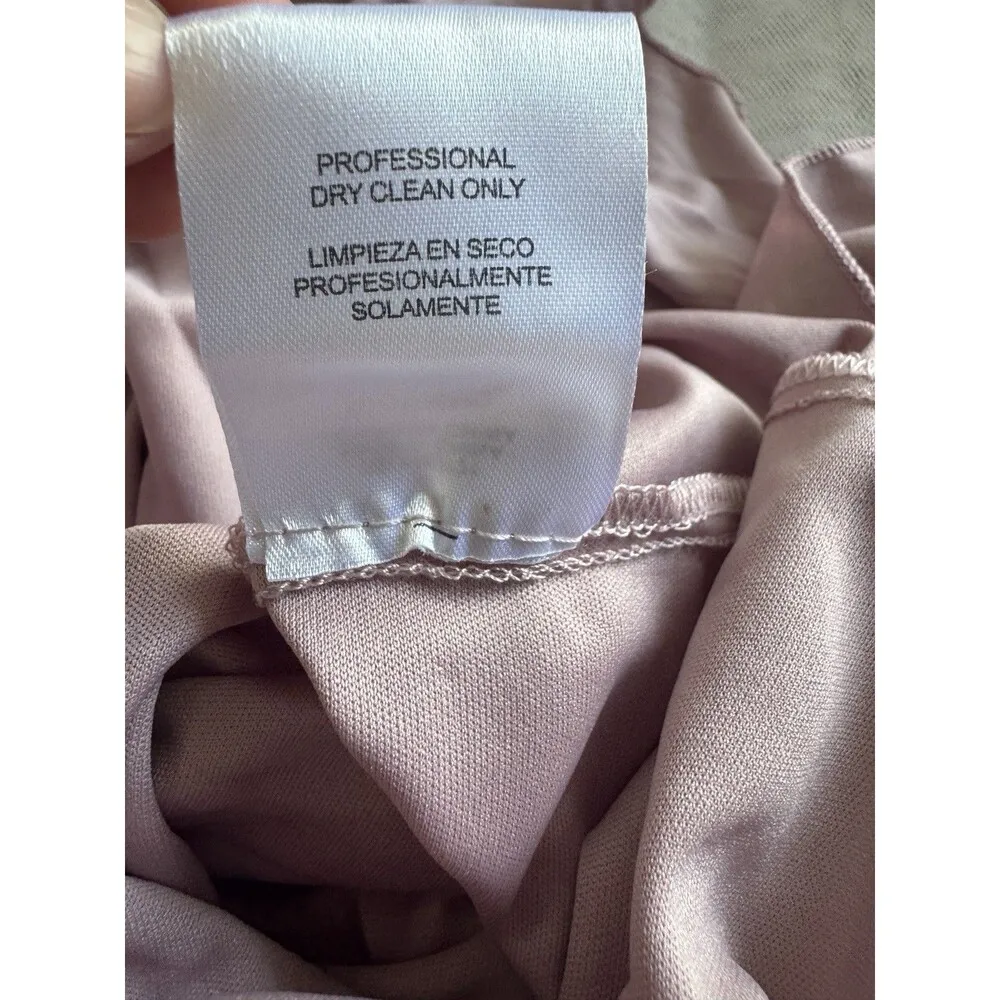 PROFESSIONAL
DRY CLEAN ONLY
LIMPIEZA EN SECO
PROFESIONALMENTE
SOLAMENTE